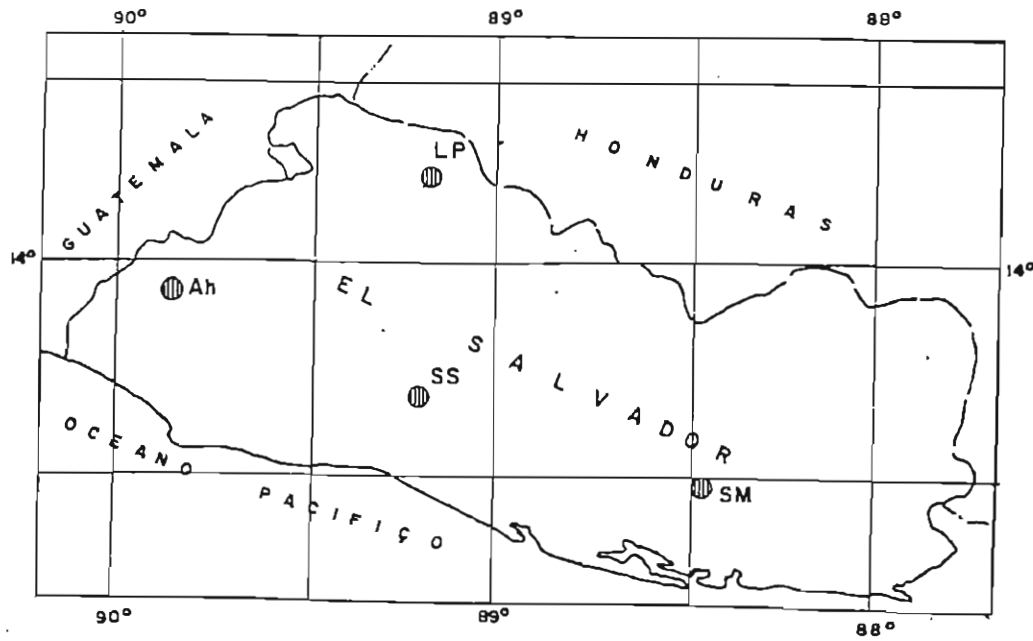 90° 89° 88°
GUATEMALA
HONDURAS
LP
14° 14°
Ah
EL SALVADOR
SS
OCEANO PACIFIÇO
SM
90° 89° 88°